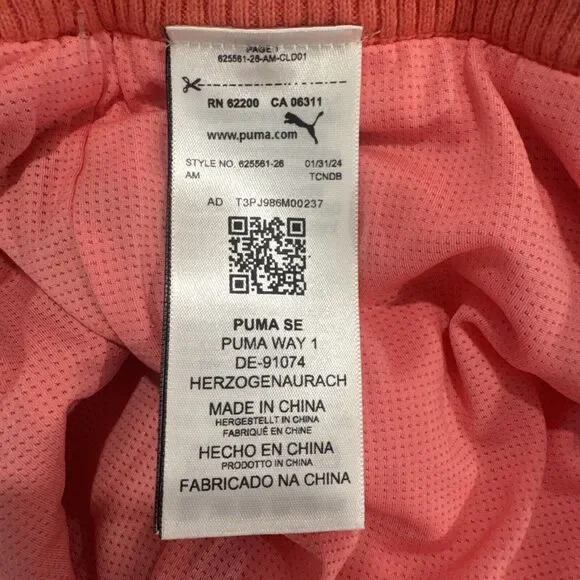 PAGE 1
625561-26-AM-CLD01
RN 62200 CA 06311
www.puma.com
STYLE NO. 625561-26 01/31/24
AM TCNDB
AD T3PJ986M00237
PUMA SE
PUMA WAY 1
DE-91074
HERZOGENAURACH
MADE IN CHINA
HERGESTELLT IN CHINA
FABRIQUÉ EN CHINE
HECHO EN CHINA
PRODOTTO IN CHINA
FABRICADO NA CHINA